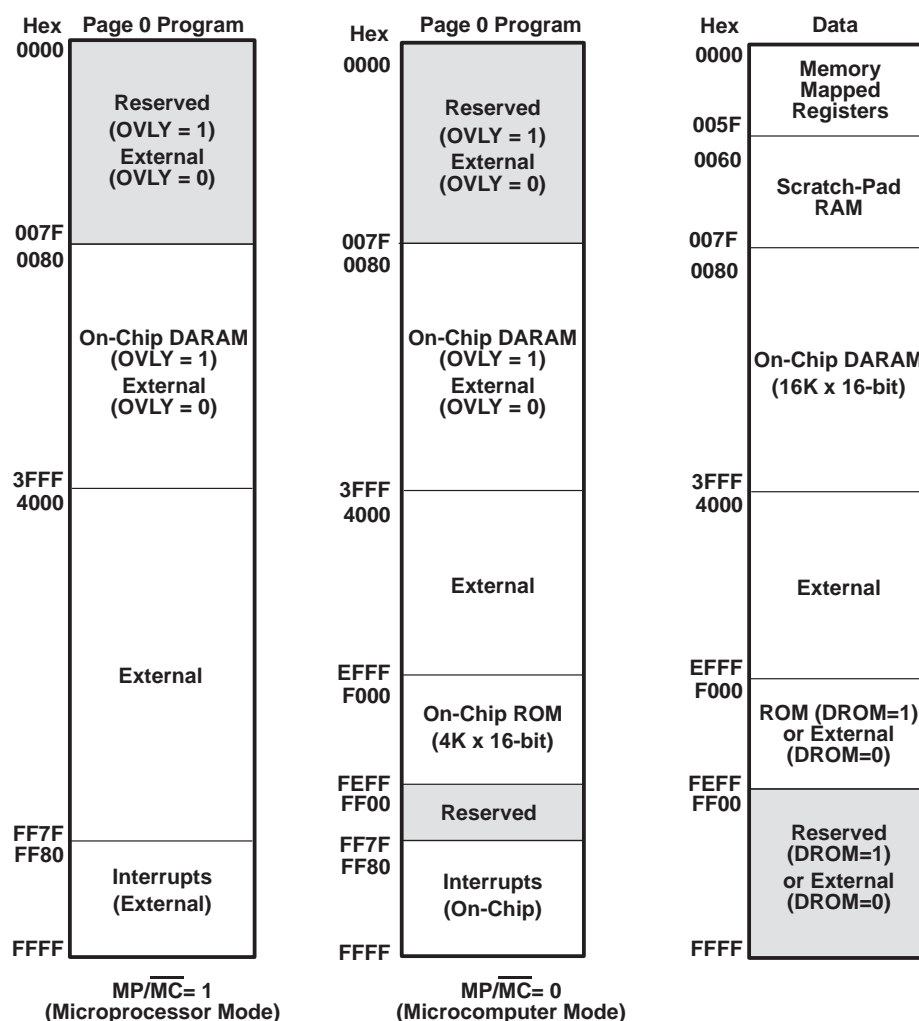 Hex Page 0 Program
0000
Reserved
(OVLY = 1)
External
(OVLY = 0)
007F
0080
On-Chip DARAM
(OVLY = 1)
External
(OVLY = 0)
3FFF
4000
External
FF7F
FF80
Interrupts
(External)
FFFF
MP/MC= 1
(Microprocessor Mode)
Hex Page 0 Program
0000
Reserved
(OVLY = 1)
External
(OVLY = 0)
007F
0080
On-Chip DARAM
(OVLY = 1)
External
(OVLY = 0)
3FFF
4000
External
EFFF
F000
On-Chip ROM
(4K x 16-bit)
FEFF
FF00
Reserved
FF7F
FF80
Interrupts
(On-Chip)
FFFF
MP/MC= 0
(Microcomputer Mode)
Hex Data
0000
Memory
Mapped
Registers
005F
0060
Scratch-Pad
RAM
007F
0080
On-Chip DARAM
(16K x 16-bit)
3FFF
4000
External
EFFF
F000
ROM (DROM=1)
or External
(DROM=0)
FEFF
FF00
Reserved
(DROM=1)
or External
(DROM=0)
FFFF